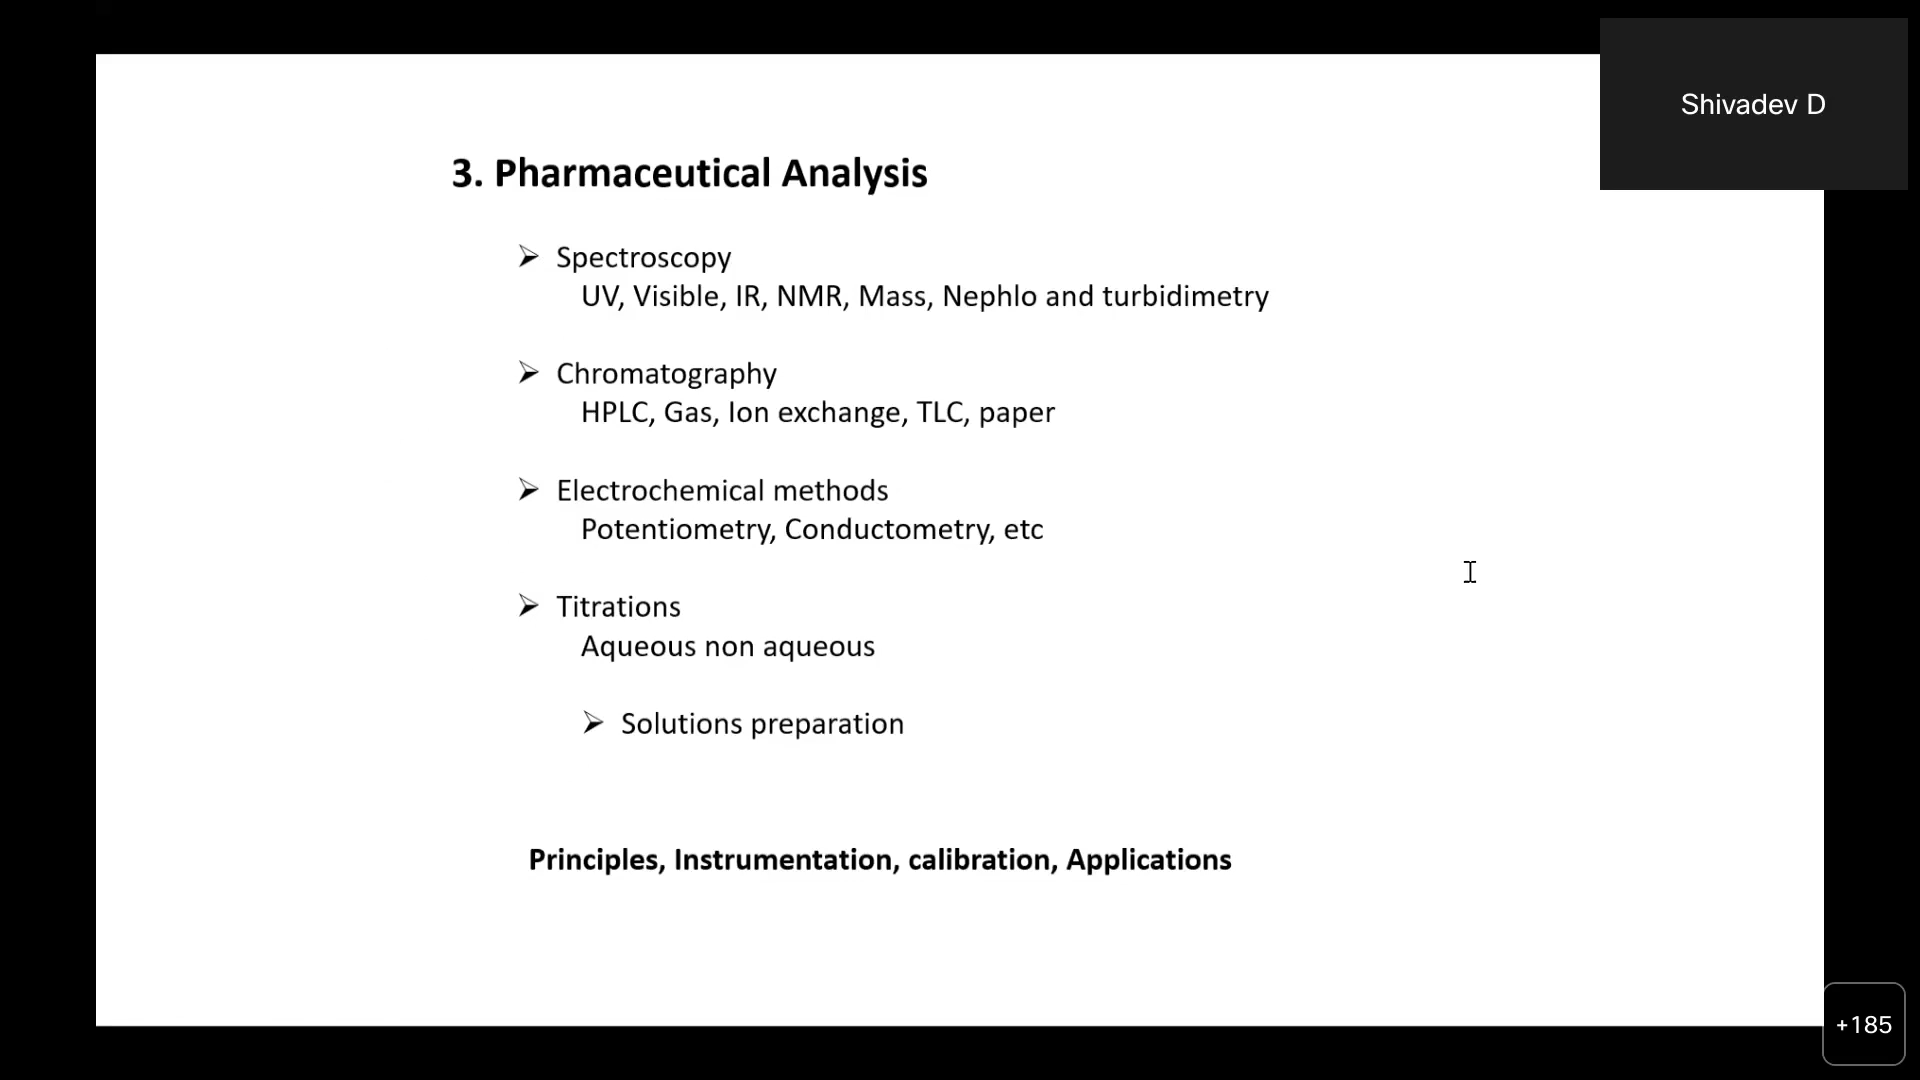 Shivadev D
3. Pharmaceutical Analysis
➢ Spectroscopy
UV, Visible, IR, NMR, Mass, Nephlo and turbidimetry
➢ Chromatography
HPLC, Gas, Ion exchange, TLC, paper
➢ Electrochemical methods
Potentiometry, Conductometry, etc
➢ Titrations
Aqueous non aqueous
➢ Solutions preparation
Principles, Instrumentation, calibration, Applications
+185